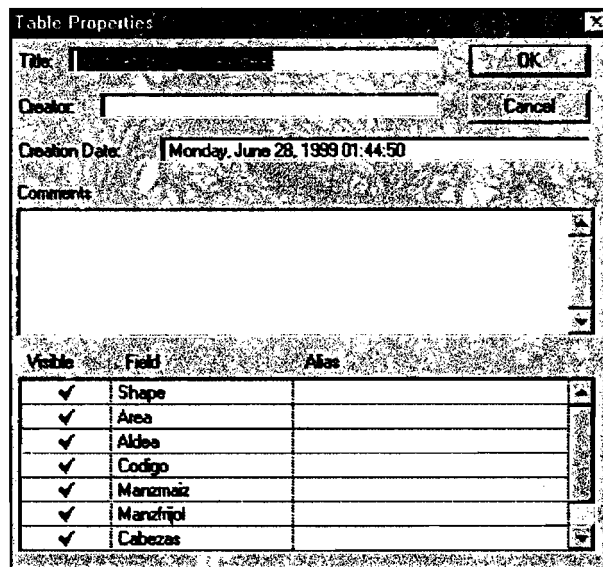 Table Properties
Title:
OK
Creator:
Cancel
Creation Date: Monday, June 28, 1999 01:44:50
Comments
Visible Field Alias
Shape
Area
Aldea
Codigo
Manzmaiz
Manzfrijol
Cabezas